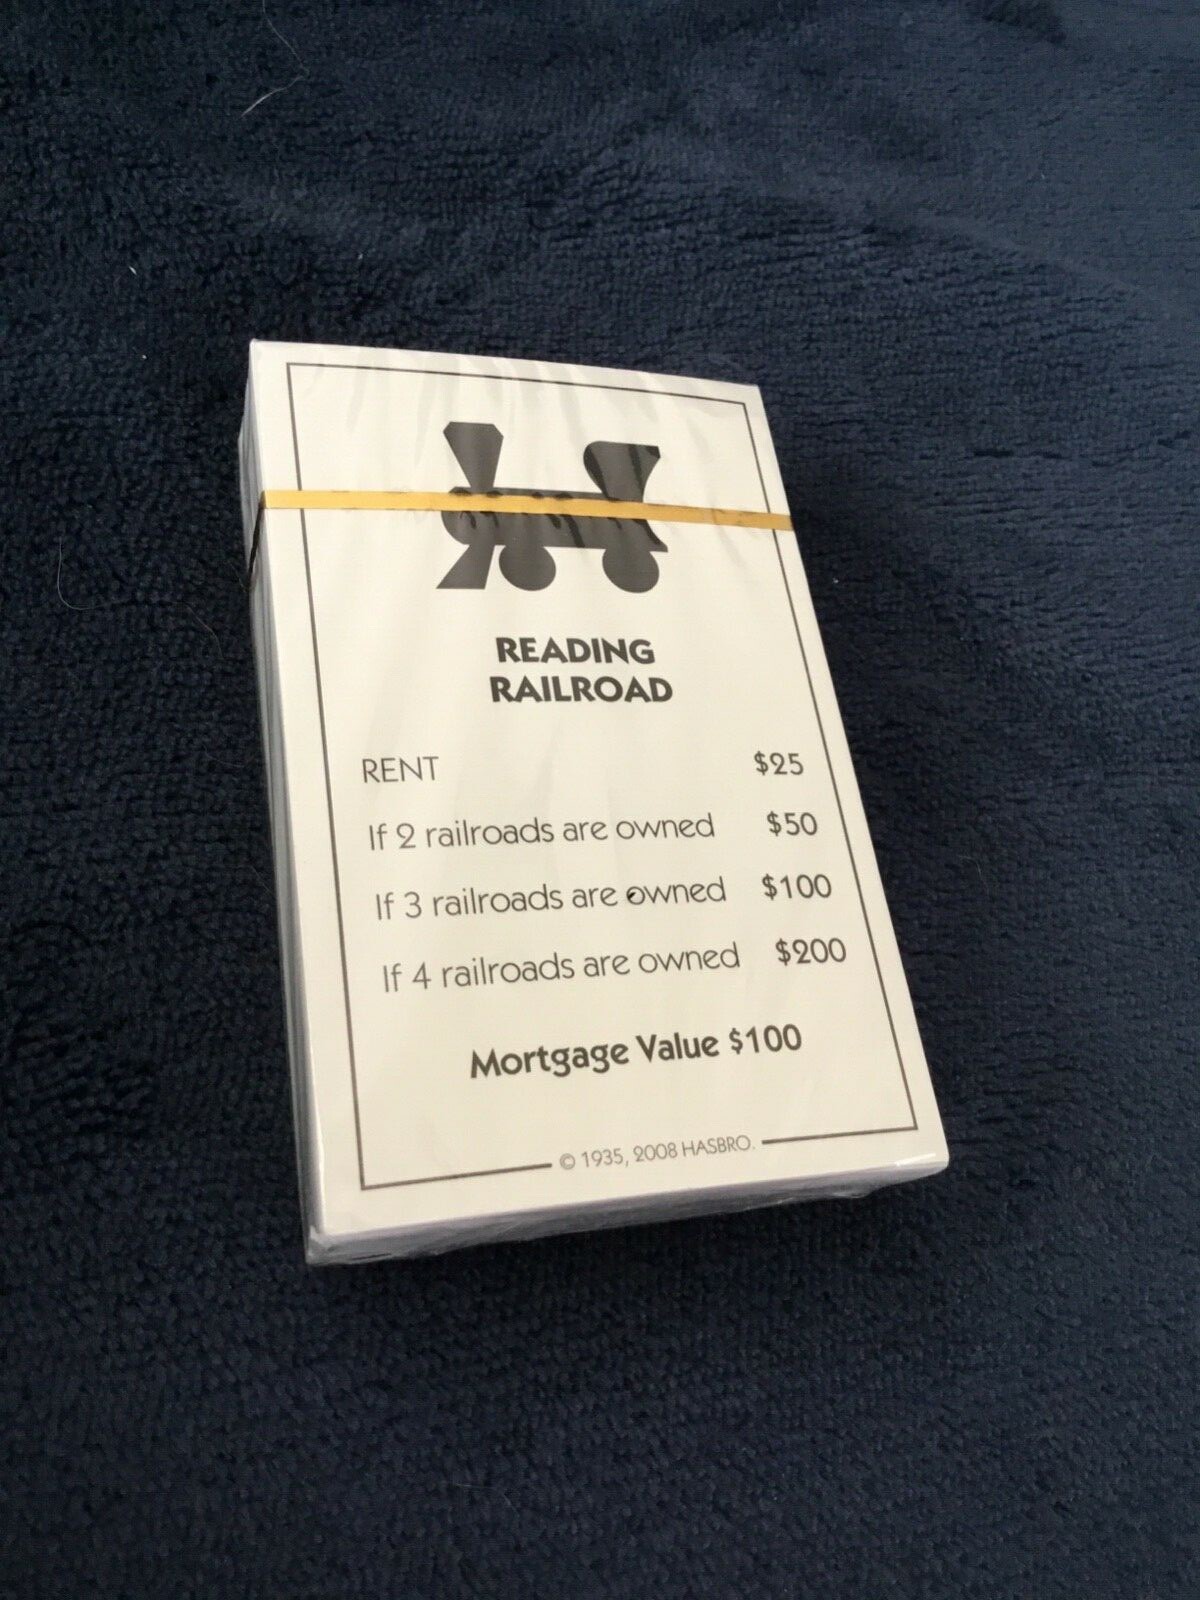 READING
RAILROAD
RENT $25
If 2 railroads are owned $50
If 3 railroads are owned $100
If 4 railroads are owned $200
Mortgage Value $100
© 1935, 2008 HASBRO.